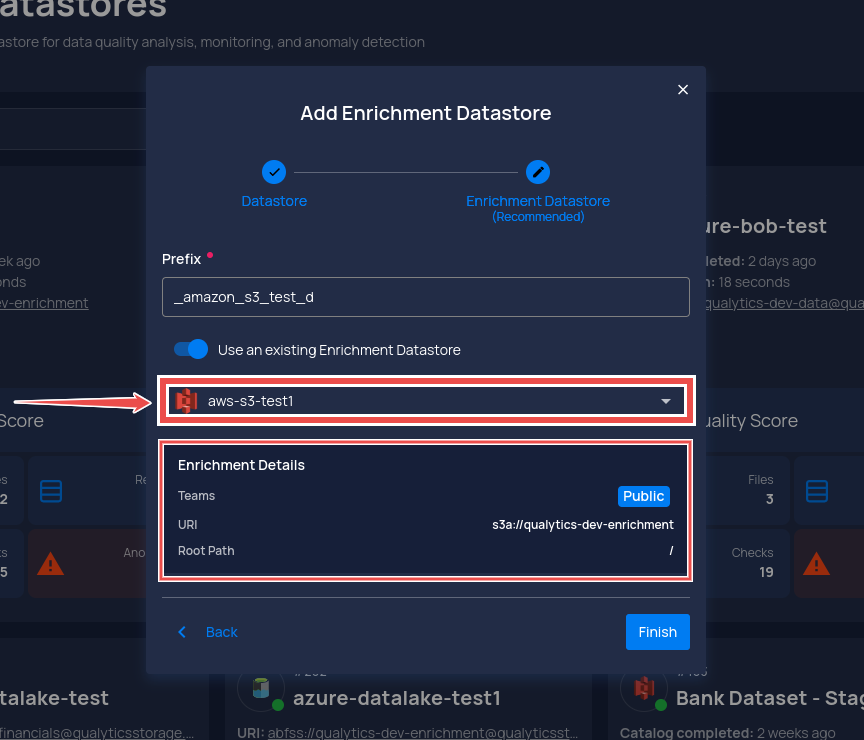 atastores
astore for data quality analysis, monitoring, and anomaly detection
Add Enrichment Datastore
Datastore
Enrichment Datastore
(Recommended)
ure-bob-test
Prefix
ek ago
leted: 2 days ago
onds
n: 18 seconds
_amazon_s3_test_d
ev-enrichment
qualytics-dev-data@qua
Use an existing Enrichment Datastore
aws-s3-test1
Score
uality Score
Enrichment Details
es
Re
Files
2
3
Teams
Public
URI
s3a://qualytics-dev-enrichment
Root Path
/
ks
Ano
Checks
5
19
Back
Finish
talake-test
azure-datalake-test1
Bank Dataset - Stag
financials@qualyticsstorage....
URI: abfss://qualytics-dev-enrichment@qualyticsst...
Catalog completed: 2 weeks ago